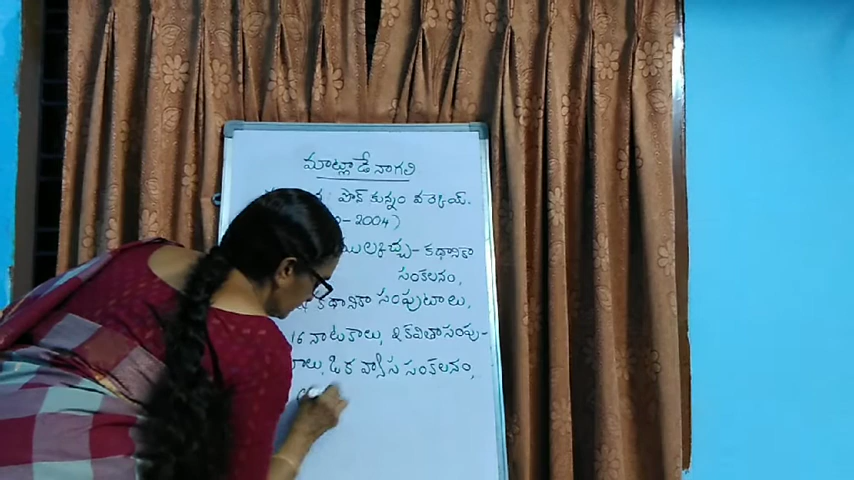 మాట్లాడే నాగలి
పొన్ కున్నం వర్కెయ్.
- 2004)
కథానికా
సంకలనం,
కథానికా సంపుటాలు,
16 నాటకాలు, 2 కవితాసంపు-
టాలు, ఒక వ్యాస సంకలనం,